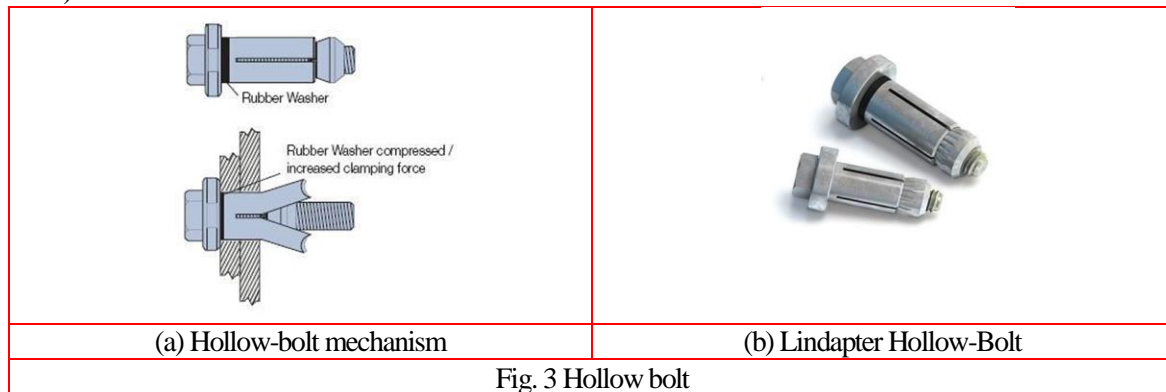 Rubber Washer
Rubber Washer compressed /
increased clamping force
(a) Hollow-bolt mechanism
(b) Lindapter Hollow-Bolt
Fig. 3 Hollow bolt